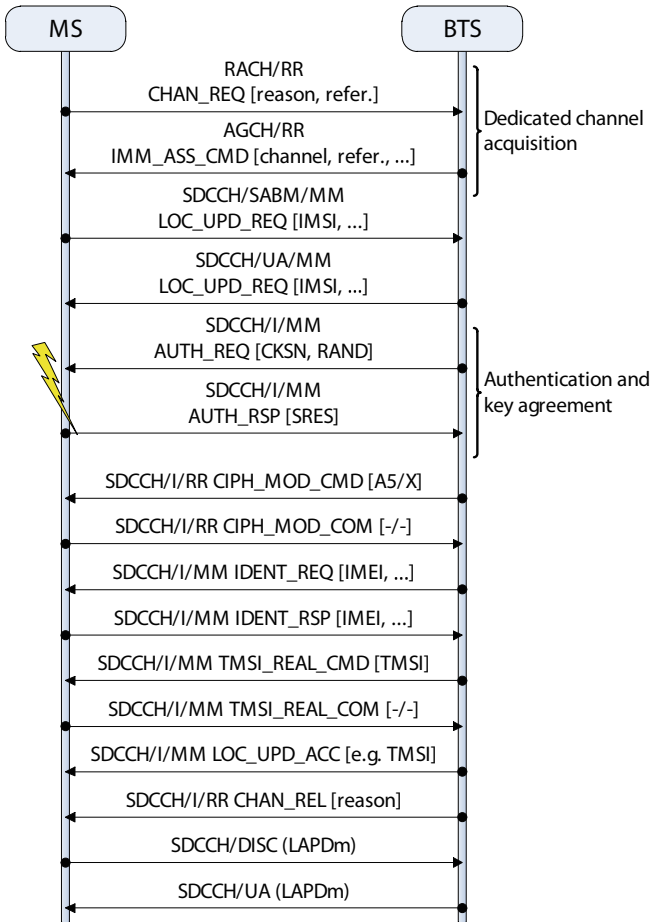 MS
BTS
RACH/RR
CHAN_REQ [reason, refer.]
Dedicated channel
acquisition
AGCH/RR
IMM_ASS_CMD [channel, refer., ...]
SDCCH/SABM/MM
LOC_UPD_REQ [IMSI, ...]
SDCCH/UA/MM
LOC_UPD_REQ [IMSI, ...]
SDCCH/I/MM
AUTH_REQ [CKSN, RAND]
Authentication and
key agreement
SDCCH/I/MM
AUTH_RSP [SRES]
SDCCH/I/RR CIPH_MOD_CMD [A5/X]
SDCCH/I/RR CIPH_MOD_COM [-/-]
SDCCH/I/MM IDENT_REQ [IMEI, ...]
SDCCH/I/MM IDENT_RSP [IMEI, ...]
SDCCH/I/MM TMSI_REAL_CMD [TMSI]
SDCCH/I/MM TMSI_REAL_COM [-/-]
SDCCH/I/MM LOC_UPD_ACC [e.g. TMSI]
SDCCH/I/RR CHAN_REL [reason]
SDCCH/DISC (LAPDm)
SDCCH/UA (LAPDm)